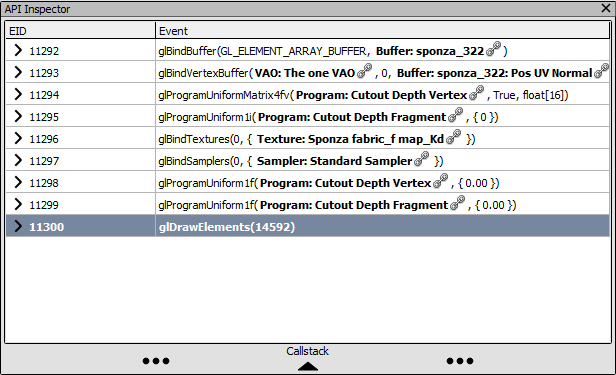 API Inspector
EID Event
11292 glBindBuffer(GL_ELEMENT_ARRAY_BUFFER, Buffer: sponza_322 )
11293 glBindVertexBuffer( VAO: The one VAO , 0, Buffer: sponza_322: Pos UV Normal
11294 glProgramUniformMatrix4fv( Program: Cutout Depth Vertex , True, float[16])
11295 glProgramUniform1i( Program: Cutout Depth Fragment , { 0 })
11296 glBindTextures(0, { Texture: Sponza fabric_f map_Kd })
11297 glBindSamplers(0, { Sampler: Standard Sampler })
11298 glProgramUniform1f( Program: Cutout Depth Vertex , { 0.00 })
11299 glProgramUniform1f( Program: Cutout Depth Fragment , { 0.00 })
11300 glDrawElements(14592)
Callstack